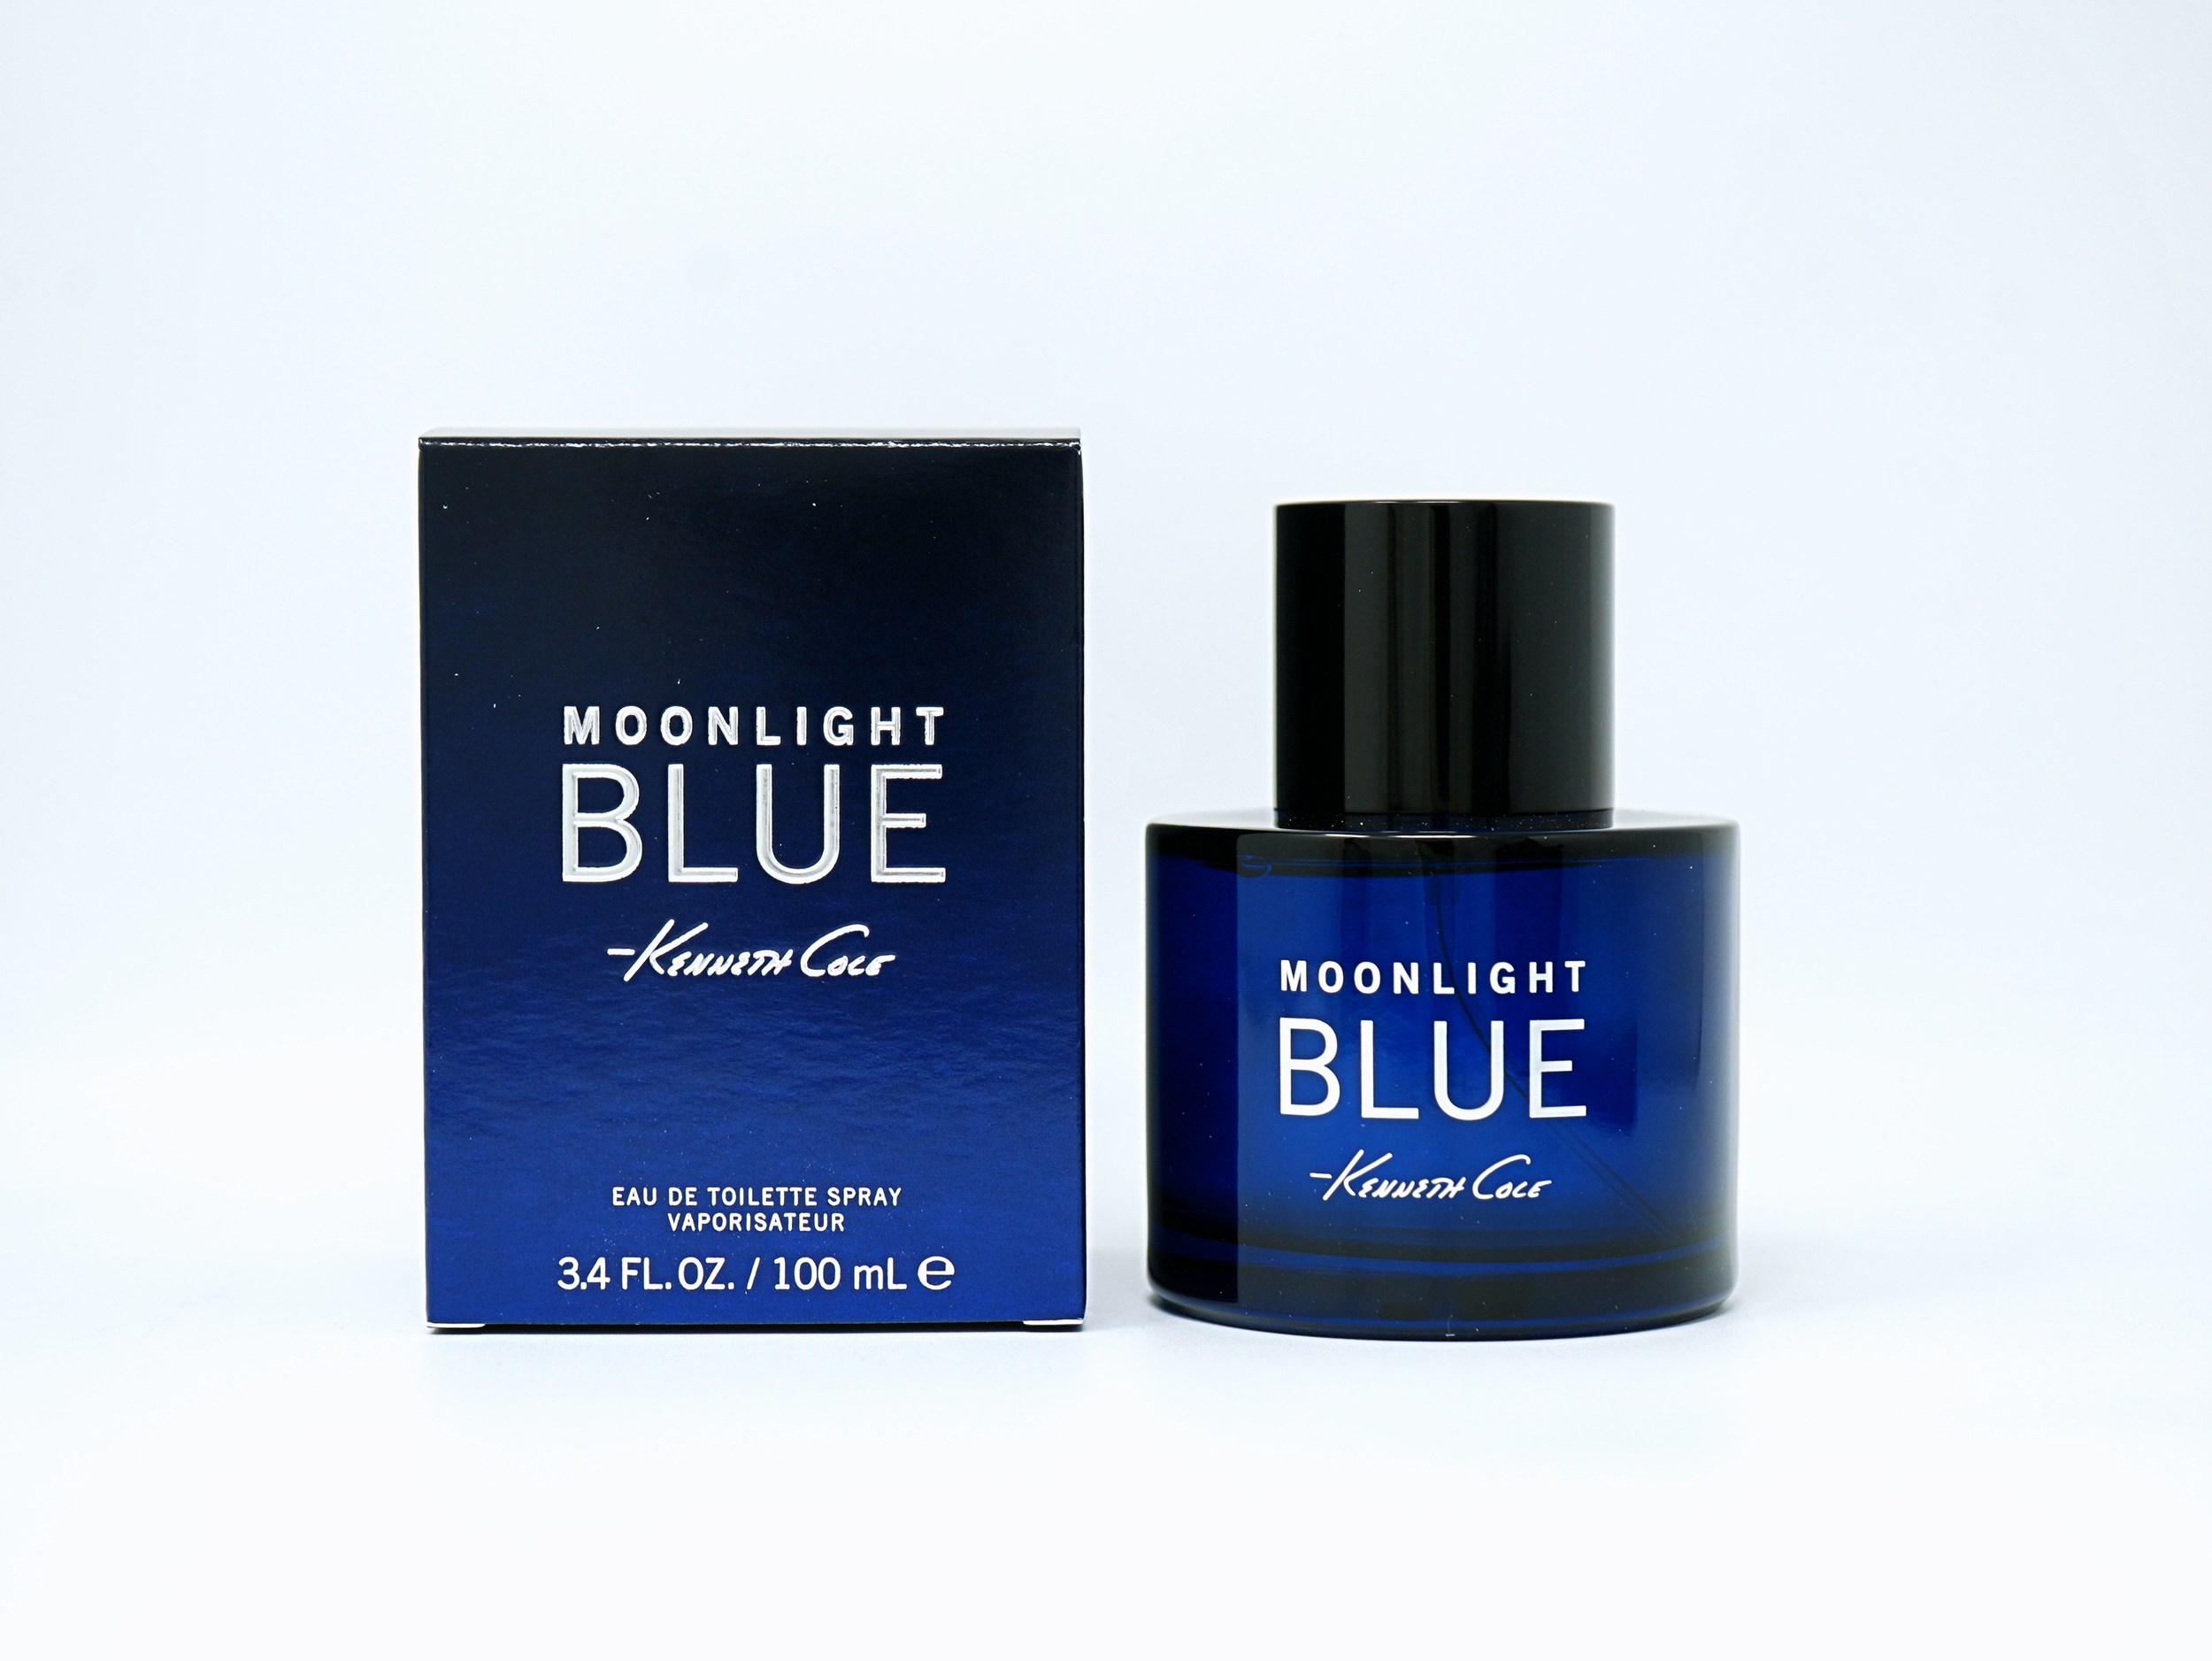 MOONLIGHT
BLUE
-Kenneth Cole
EAU DE TOILETTE SPRAY
VAPORISATEUR
3.4 FL. OZ. / 100 mL ℮
MOONLIGHT
BLUE
-Kenneth Cole